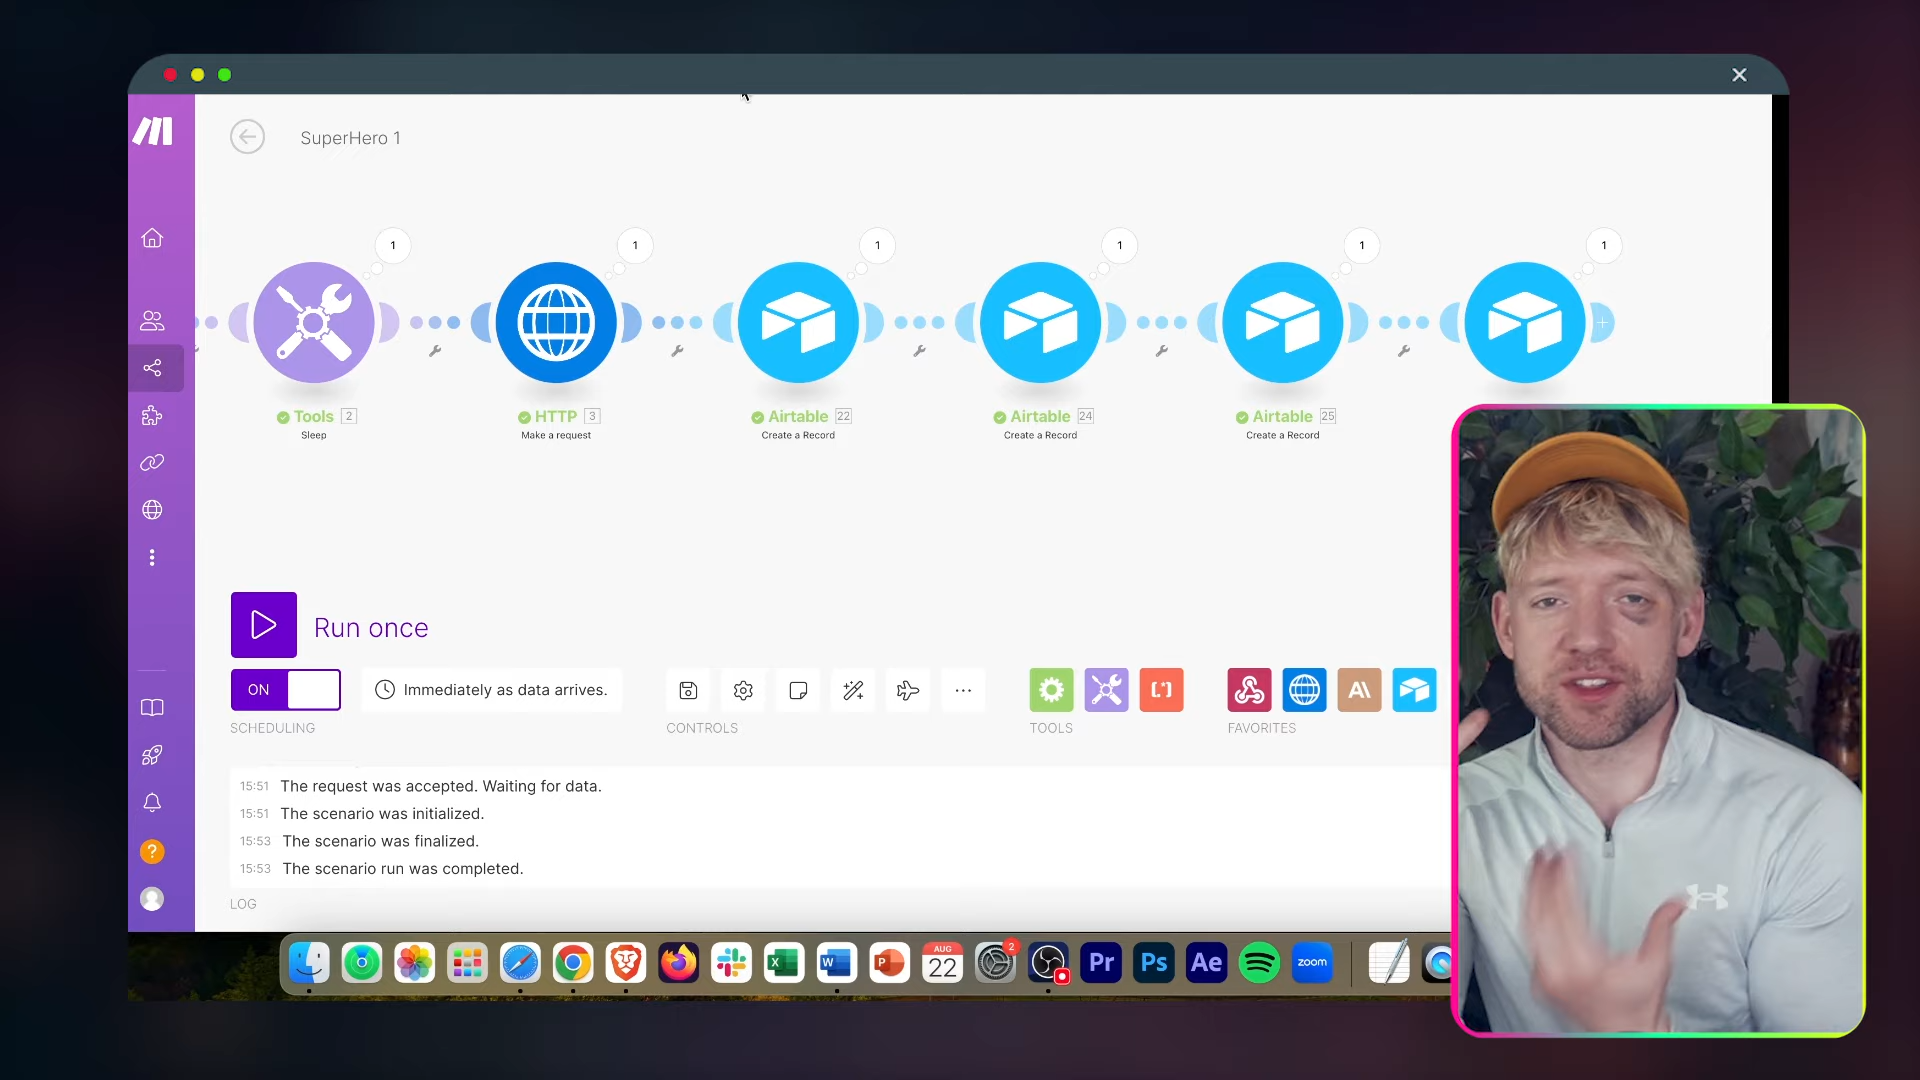 SuperHero 1
1
1
1
1
1
1
Tools 2
Sleep
HTTP 3
Make a request
Airtable 22
Create a Record
Airtable 24
Create a Record
Airtable 25
Create a Record
Run once
ON
Immediately as data arrives.
SCHEDULING
CONTROLS
TOOLS
FAVORITES
15:51 The request was accepted. Waiting for data.
15:51 The scenario was initialized.
15:53 The scenario was finalized.
15:53 The scenario run was completed.
LOG
?
X
W
P
AUG
22
2
Pr
Ps
Ae
zoom